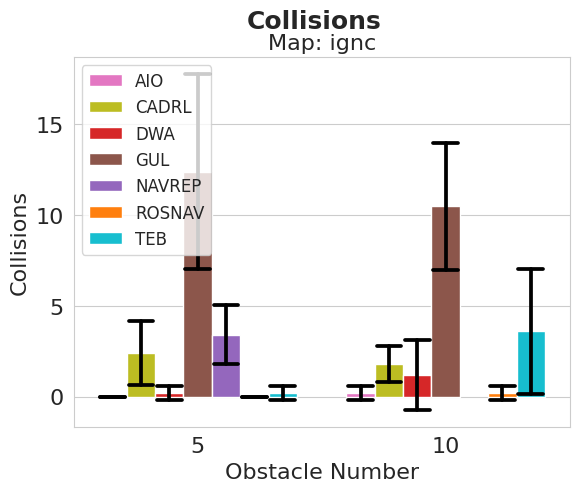 Collisions
Map: ignc
AIO
CADRL
DWA
GUL
NAVREP
ROSNAV
TEB
Collisions
15
10
5
0
5 10
Obstacle Number